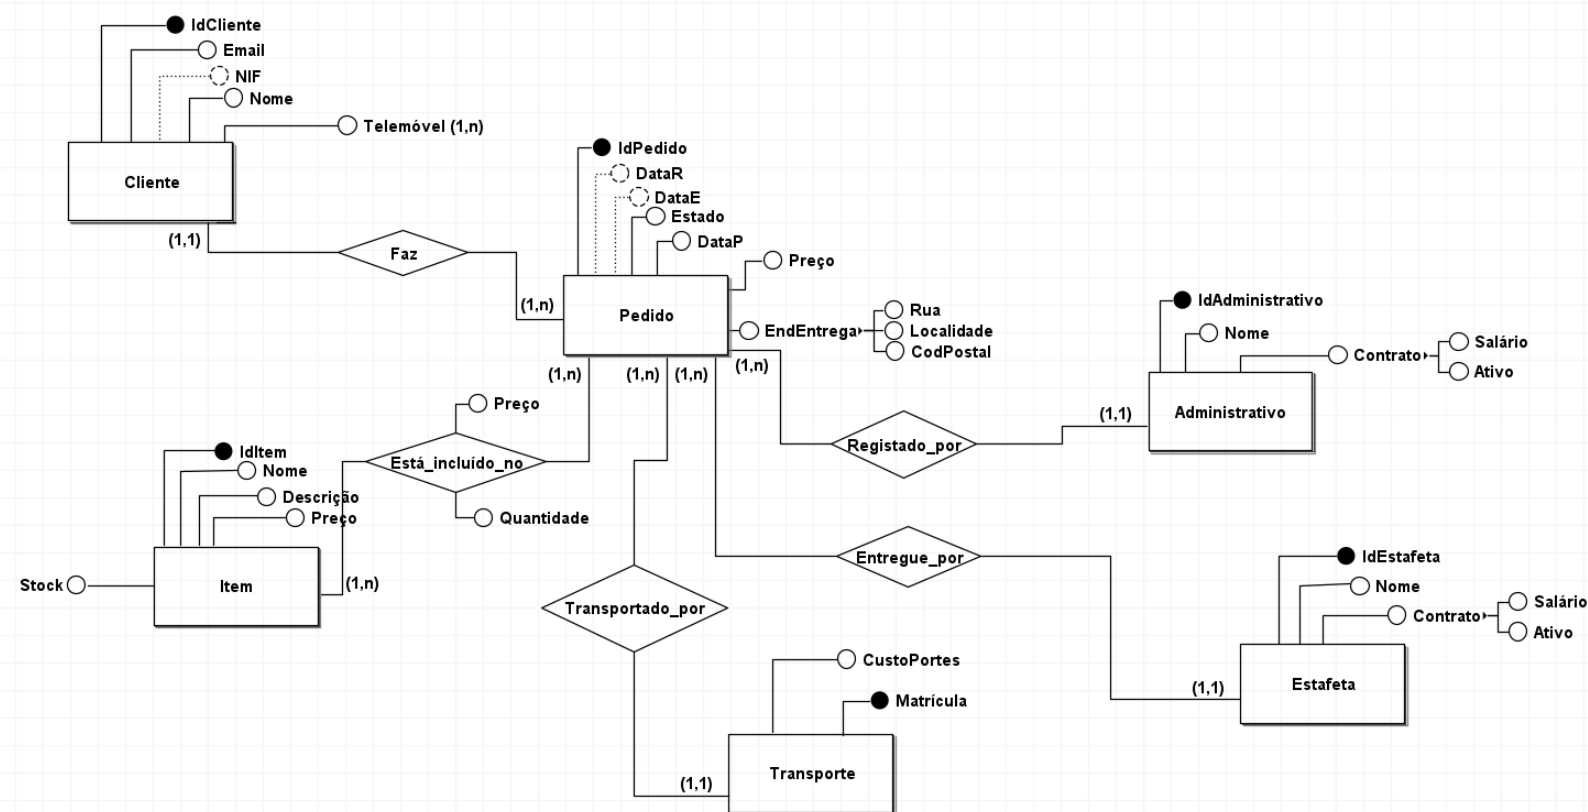 IdCliente
Email
NIF
Nome
Telemóvel (1,n)
Cliente
(1,1)
Faz
(1,n)
IdPedido
DataR
DataE
Estado
DataP
Preço
Pedido
EndEntrega
Rua
Localidade
CodPostal
(1,n)
(1,n)
(1,n)
(1,n)
IdAdministrativo
Nome
Contrato
Salário
Ativo
Administrativo
(1,1)
Registado_por
Preço
Está_incluído_no
Quantidade
IdItem
Nome
Descrição
Preço
Stock
Item
(1,n)
Transportado_por
Entregue_por
IdEstafeta
Nome
Contrato
Salário
Ativo
Estafeta
(1,1)
CustoPortes
Matrícula
Transporte
(1,1)